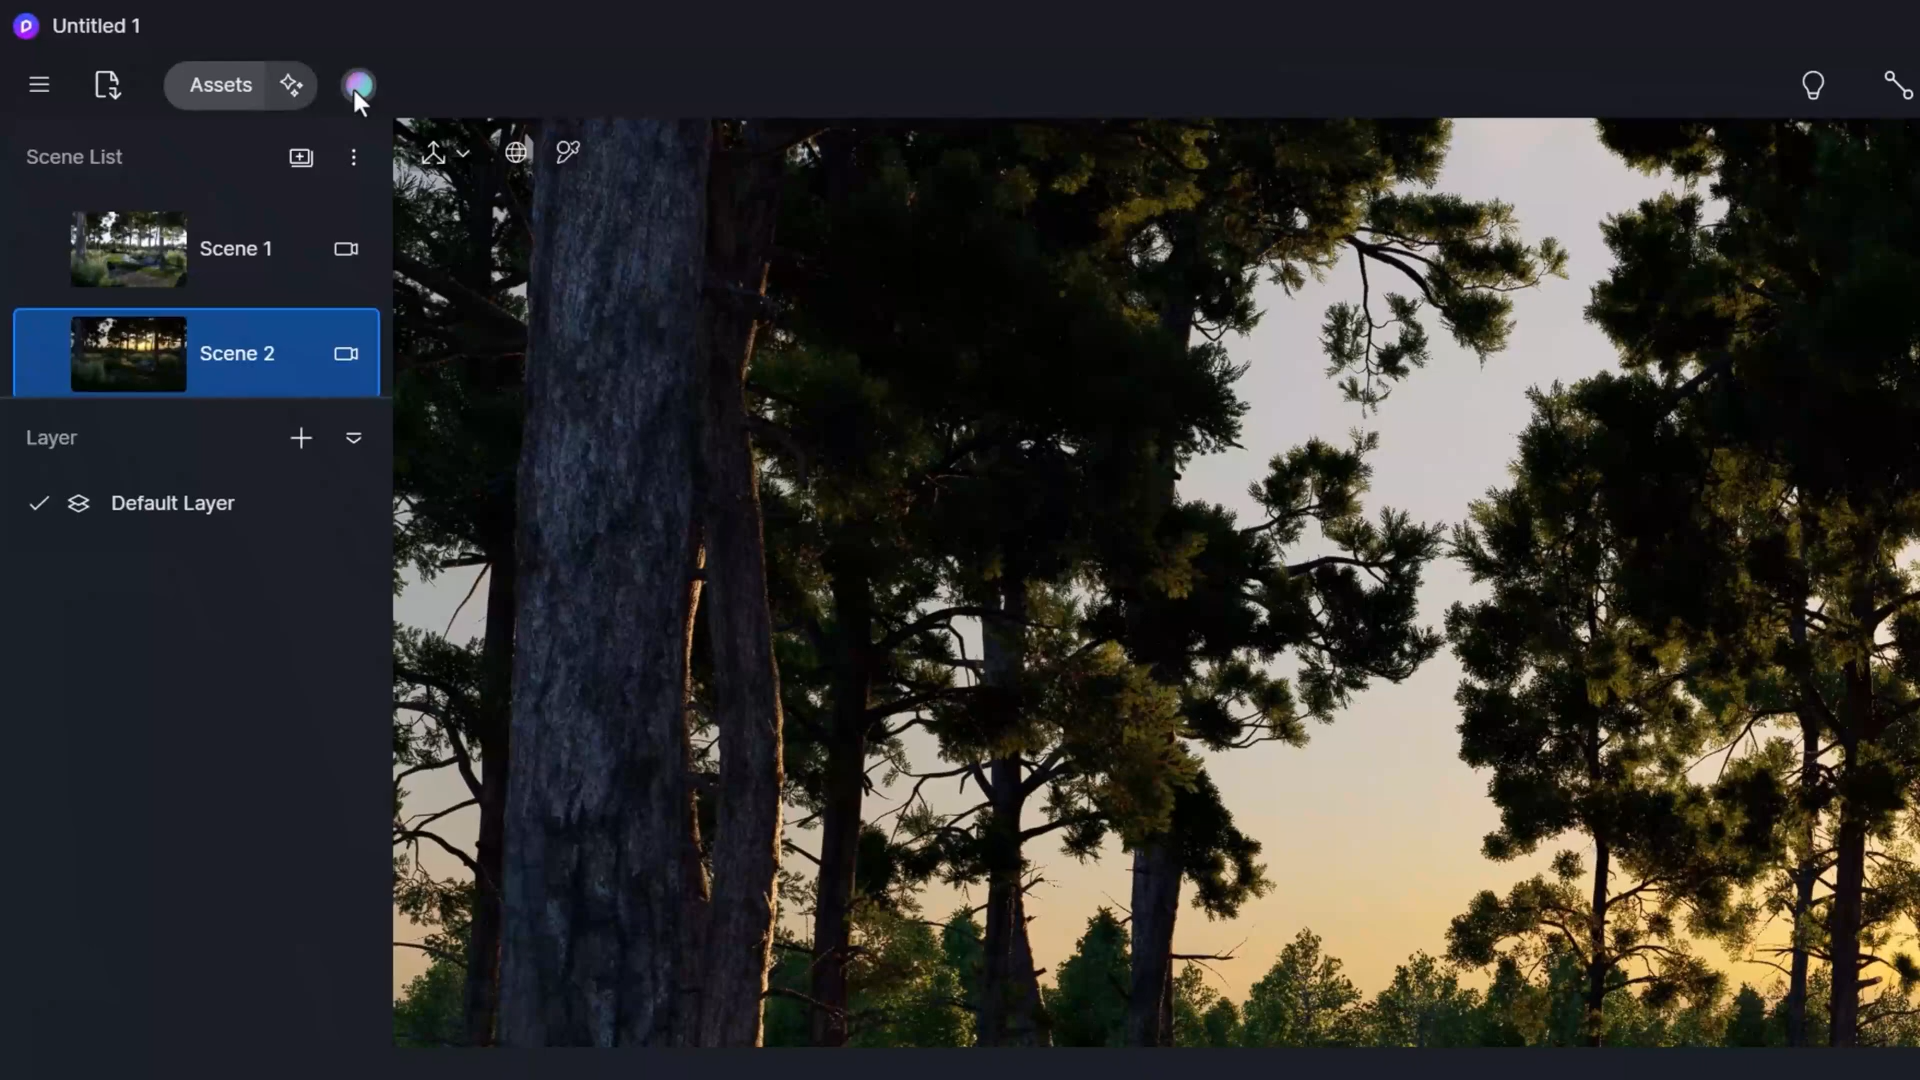 Untitled 1
Assets
Scene List
Scene 1
Scene 2
Layer
Default Layer